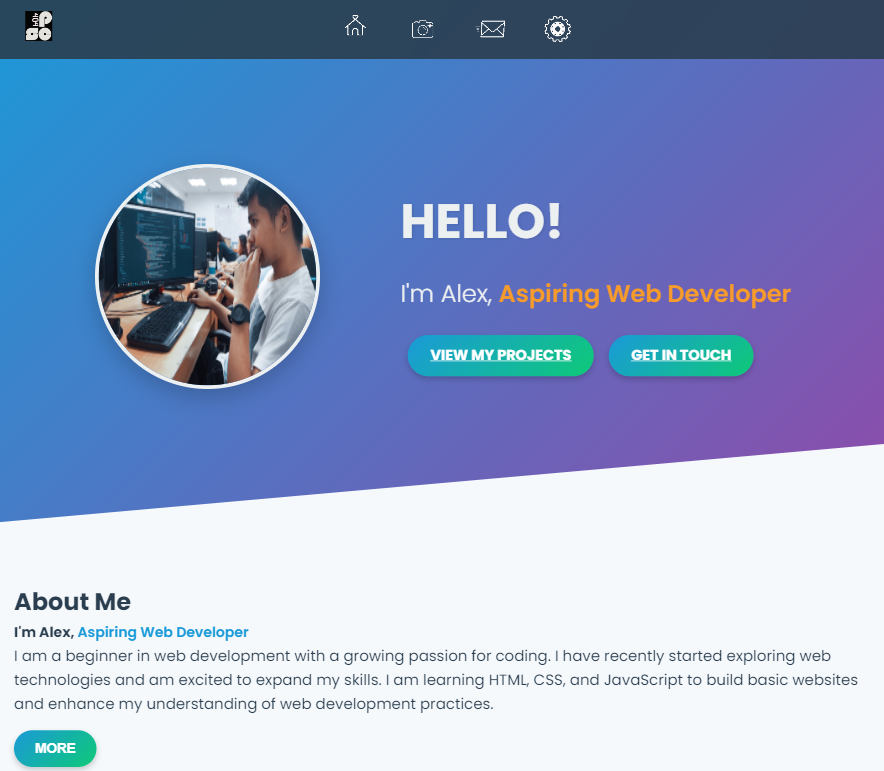 HELLO!
I'm Alex, Aspiring Web Developer
VIEW MY PROJECTS
GET IN TOUCH
About Me
I'm Alex, Aspiring Web Developer
I am a beginner in web development with a growing passion for coding. I have recently started exploring web
technologies and am excited to expand my skills. I am learning HTML, CSS, and JavaScript to build basic websites
and enhance my understanding of web development practices.
MORE